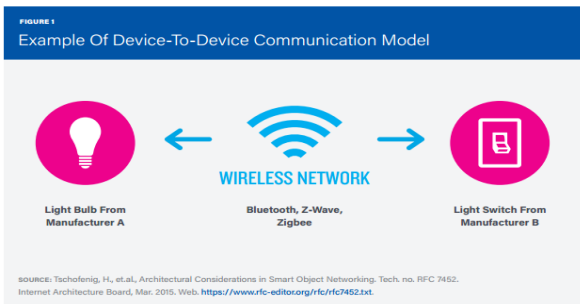 FIGURE 1
Example Of Device-To-Device Communication Model
WIRELESS NETWORK
Light Bulb From
Manufacturer A
Bluetooth, Z-Wave,
Zigbee
Light Switch From
Manufacturer B
SOURCE: Tschofenig, H., et.al., Architectural Considerations in Smart Object Networking. Tech. no. RFC 7452.
Internet Architecture Board, Mar. 2015. Web. https://www.rfc-editor.org/rfc/rfc7452.txt.